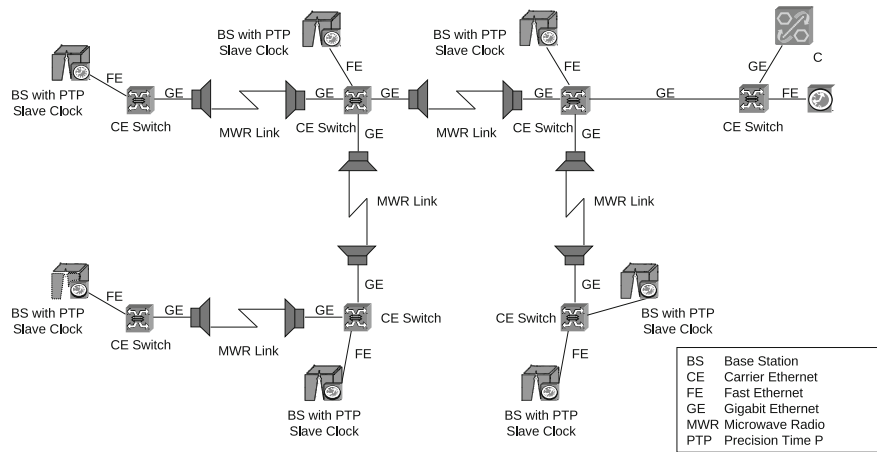 BS with PTP
Slave Clock
FE
BS with PTP
Slave Clock
FE
C
GE
BS with PTP
Slave Clock
FE
GE
GE
GE
GE
GE
GE
FE
CE Switch
MWR Link
CE Switch
GE
MWR Link
CE Switch
GE
CE Switch
MWR Link
MWR Link
GE
GE
BS with PTP
Slave Clock
FE
GE
GE
CE Switch
CE Switch
BS with PTP
Slave Clock
CE Switch
MWR Link
FE
FE
BS with PTP
Slave Clock
BS with PTP
Slave Clock
BS Base Station
CE Carrier Ethernet
FE Fast Ethernet
GE Gigabit Ethernet
MWR Microwave Radio
PTP Precision Time P